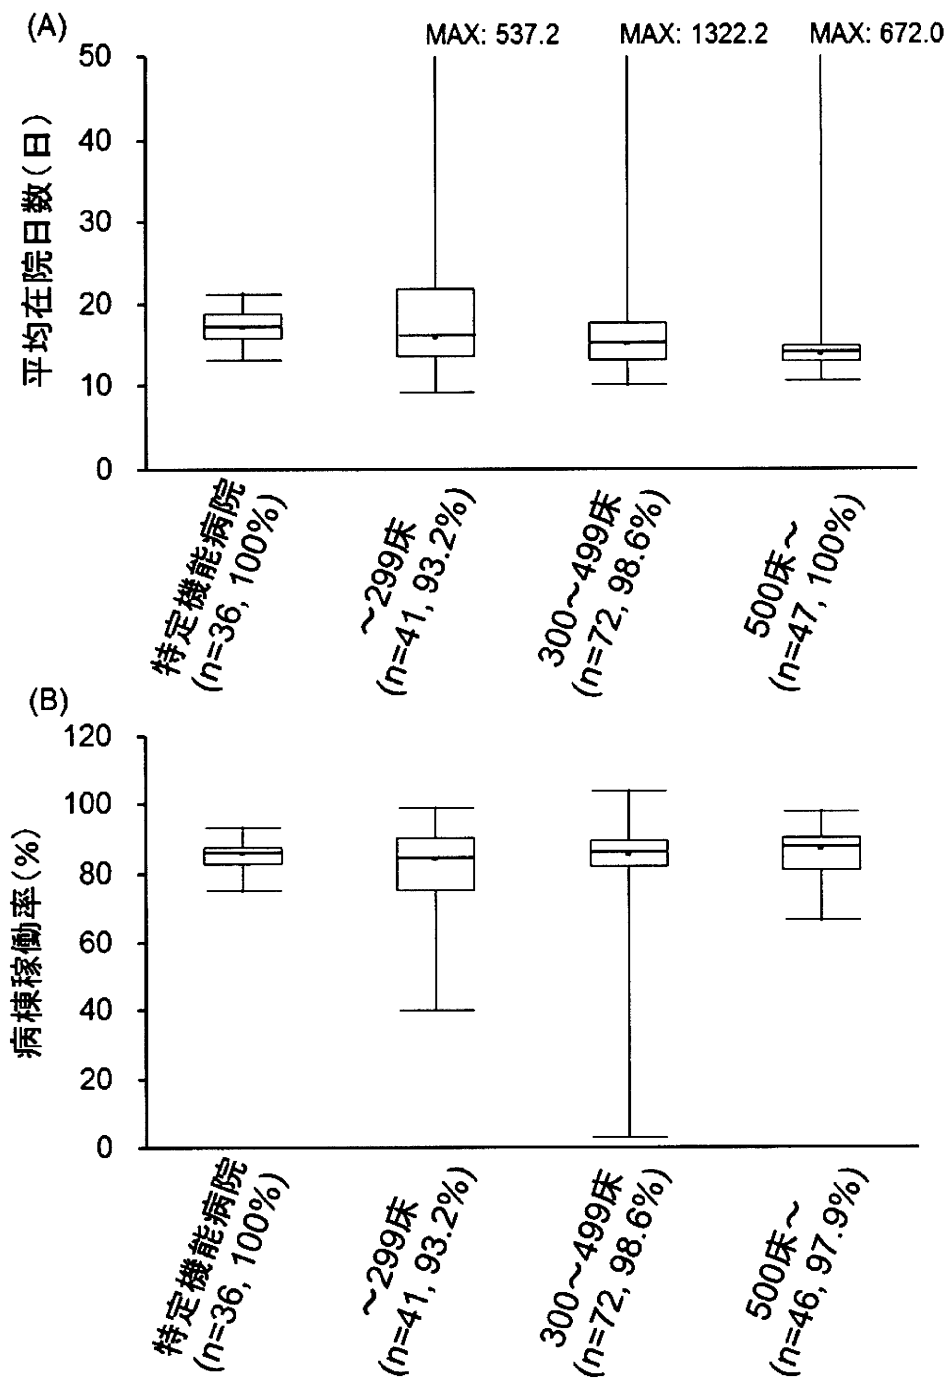 (A)
MAX: 537.2 MAX: 1322.2 MAX: 672.0
平均在院日数(日)
50
40
30
20
10
0
特定機能病院
(n=36, 100%)
～299床
(n=41, 93.2%)
300～499床
(n=72, 98.6%)
500床～
(n=47, 100%)
(B)
病棟稼働率(%)
120
100
80
60
40
20
0
特定機能病院
(n=36, 100%)
～299床
(n=41, 93.2%)
300～499床
(n=72, 98.6%)
500床～
(n=46, 97.9%)